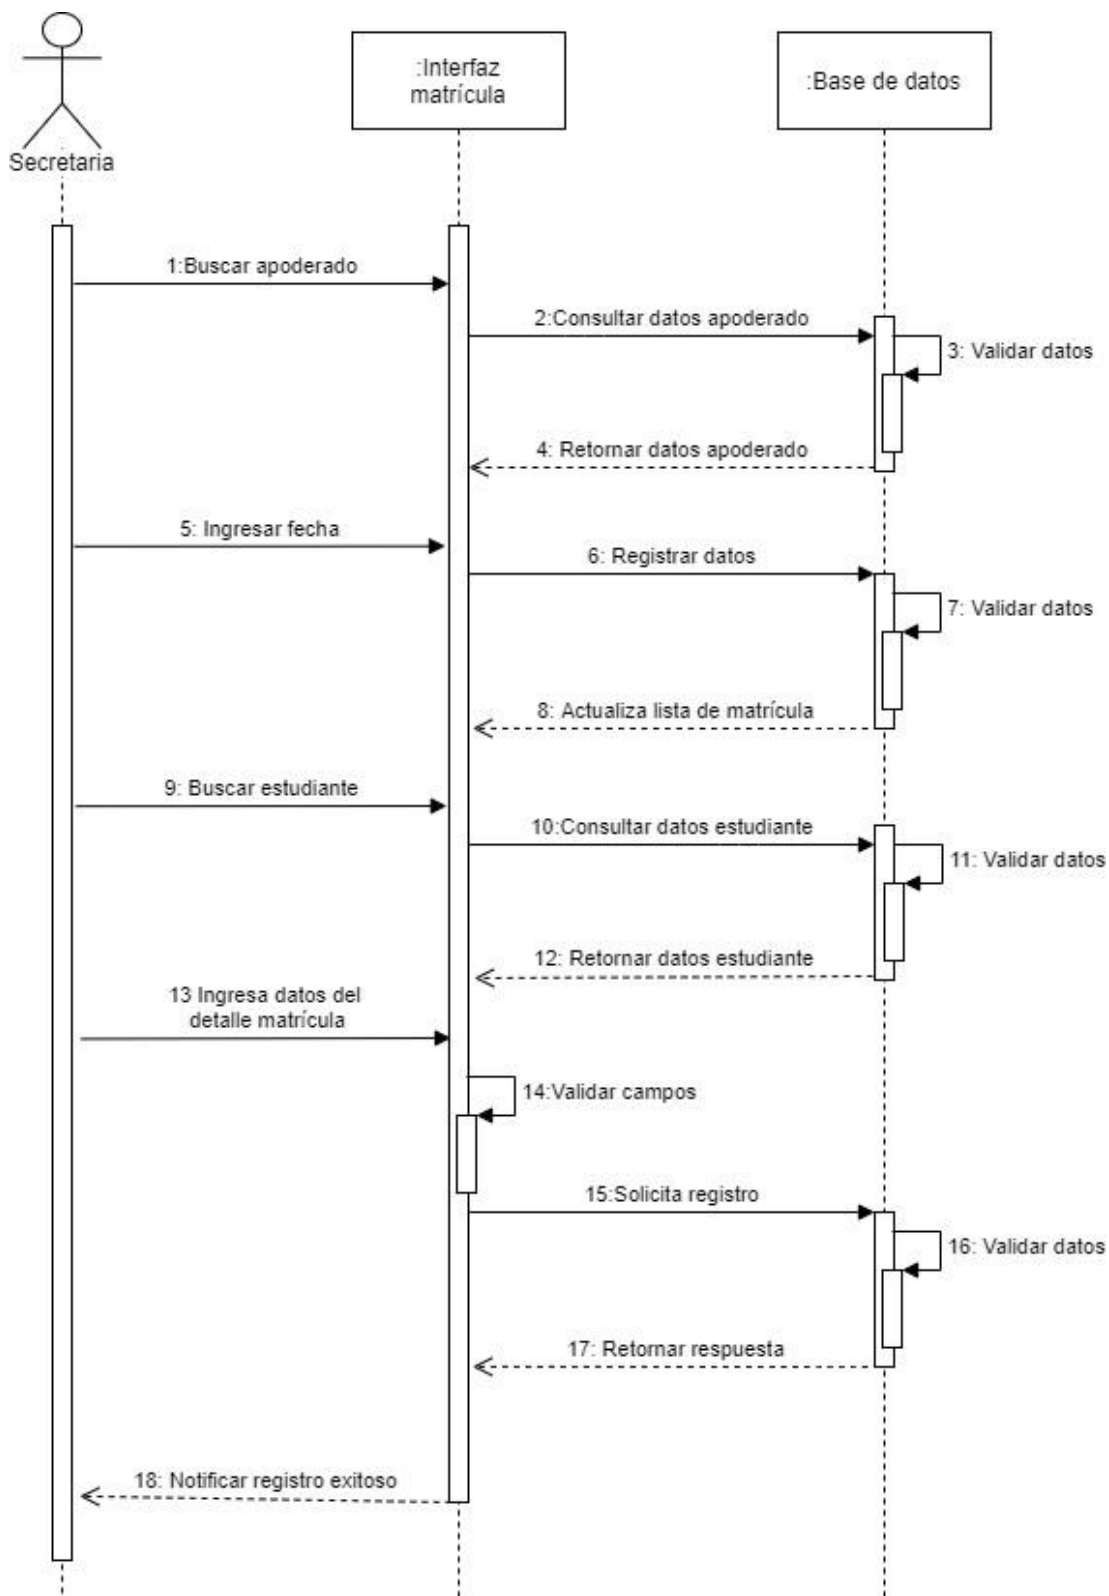 :Interfaz
matrícula
:Base de datos
Secretaria
1:Buscar apoderado
2:Consultar datos apoderado
3: Validar datos
4: Retornar datos apoderado
5: Ingresar fecha
6: Registrar datos
7: Validar datos
8: Actualiza lista de matrícula
9: Buscar estudiante
10:Consultar datos estudiante
11: Validar datos
12: Retornar datos estudiante
13 Ingresa datos del
detalle matrícula
14:Validar campos
15:Solicita registro
16: Validar datos
17: Retornar respuesta
18: Notificar registro exitoso